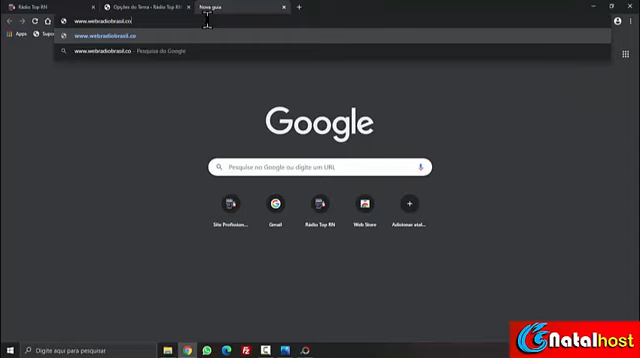 Rádio Top RN
Opções do Tema ‹ Rádio Top RN
Nova guia
www.webradiobrasil.co
Apps
Supo
www.webradiobrasil.co
www.webradiobrasil.co - Pesquisa do Google
Google
Pesquise no Google ou digite um URL
Site Profission...
Gmail
Rádio Top RN
Web Store
Adicionar atal...
Digite aqui para pesquisar
Natalhost